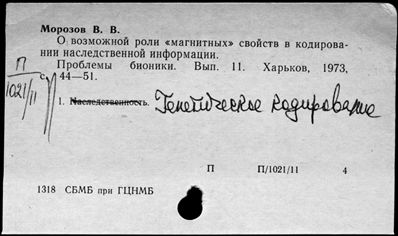 Морозов В. В.
О возможной роли «магнитных» свойств в кодирова-
нии наследственной информации.
Проблемы бионики. Вып. 11. Харьков, 1973,
с. 44—51.
П
1021/11
1. Наследственность. Генетическое кодирование
П П/1021/11 4
1318 СБМБ при ГЦНМБ